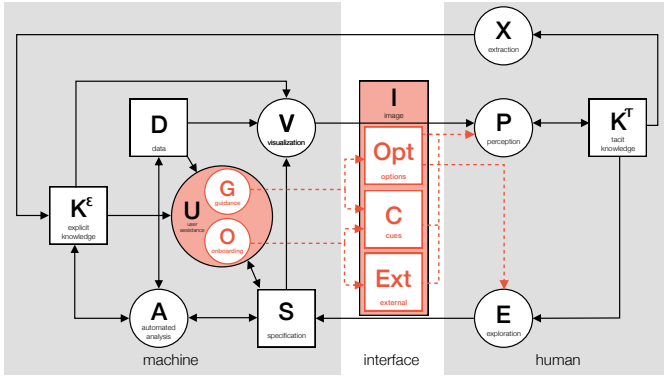 X
extraction
I
image
D
data
V
visualization
P
perception
K^T
tacit
knowledge
Opt
options
G
guidance
U
user
assistance
K^ε
explicit
knowledge
C
cues
O
onboarding
Ext
external
A
automated
analysis
S
specification
E
exploration
machine
interface
human